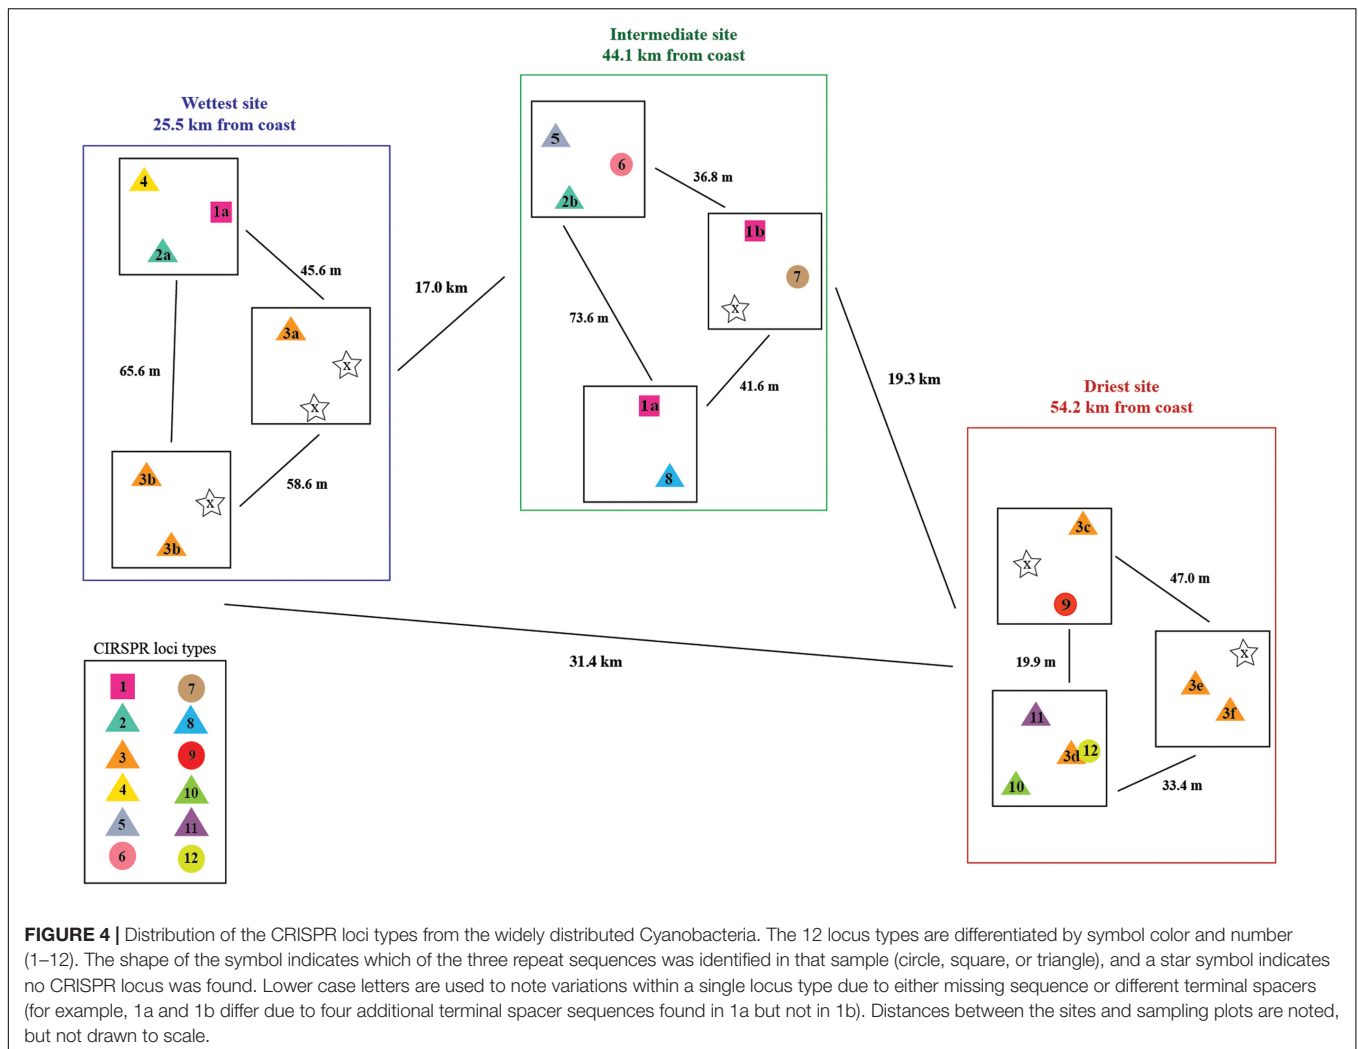 Intermediate site
44.1 km from coast
Wettest site
25.5 km from coast
4
1a
2a
45.6 m
65.6 m
3a
X
X
58.6 m
3b
X
3b
17.0 km
5
6
2b
36.8 m
1b
7
X
73.6 m
41.6 m
1a
8
19.3 km
Driest site
54.2 km from coast
3c
X
9
47.0 m
19.9 m
X
3e
3f
11
3d
12
10
33.4 m
31.4 km
CIRSPR loci types
1
7
2
8
3
9
4
10
5
11
6
12
FIGURE 4 | Distribution of the CRISPR loci types from the widely distributed Cyanobacteria. The 12 locus types are differentiated by symbol color and number
(1–12). The shape of the symbol indicates which of the three repeat sequences was identified in that sample (circle, square, or triangle), and a star symbol indicates
no CRISPR locus was found. Lower case letters are used to note variations within a single locus type due to either missing sequence or different terminal spacers
(for example, 1a and 1b differ due to four additional terminal spacer sequences found in 1a but not in 1b). Distances between the sites and sampling plots are noted,
but not drawn to scale.